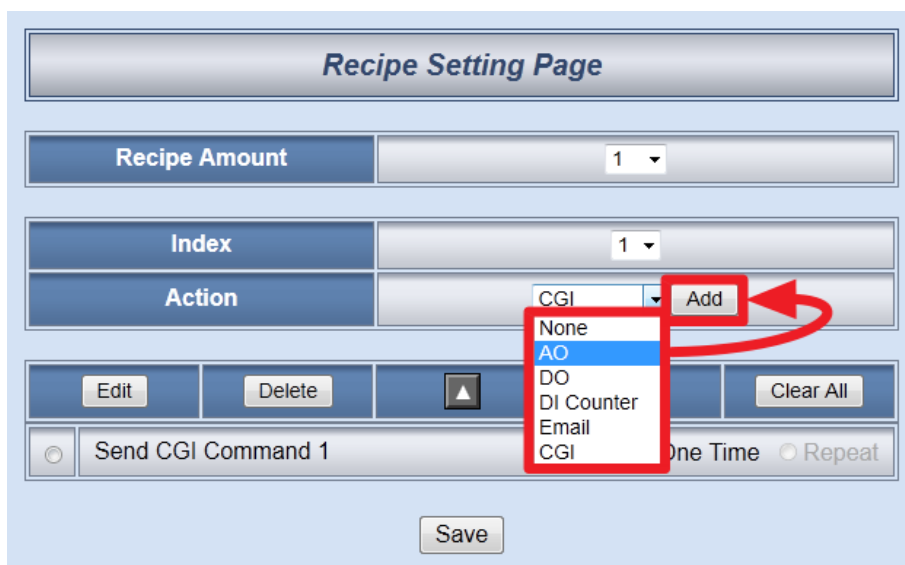 Recipe Setting Page
Recipe Amount 1
Index 1
Action CGI Add
None
AO
DO
DI Counter
Email
CGI
Edit Delete Clear All
Send CGI Command 1 One Time Repeat
Save